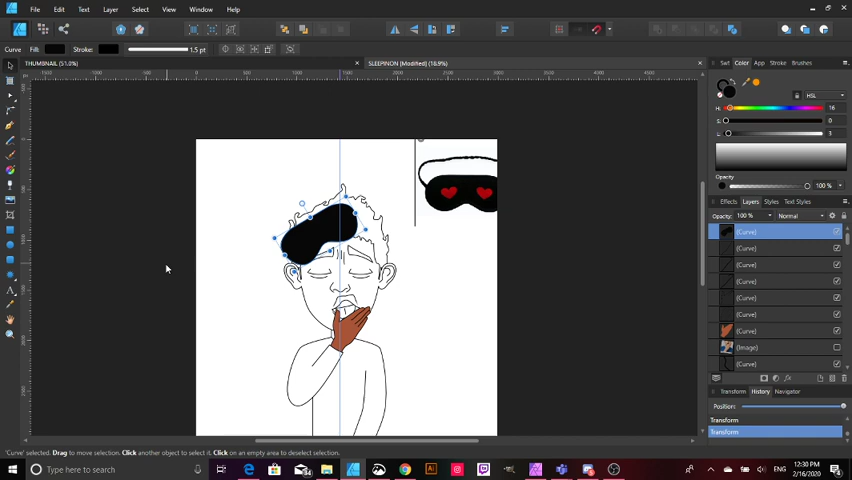 File Edit Text Layer Select View Window Help
Curve Fill: Stroke: 1.5 pt
THUMBNAIL (51.0%) × SLEEPINON [Modified] (18.9%) ×
Swt Color App Stroke Brushes
HSL
H: 16
S: 0
L: 3
Opacity
100 %
Effects Layers Styles Text Styles
Opacity: 100 % Normal
(Curve)
(Curve)
(Curve)
(Curve)
(Curve)
(Curve)
(Curve)
(Image)
(Curve)
Transform History Navigator
Position:
Transform
Transform
'Curve' selected. Drag to move selection. Click another object to select it. Click on an empty area to deselect selection.
Type here to search
ENG
12:30 PM
2/16/2020